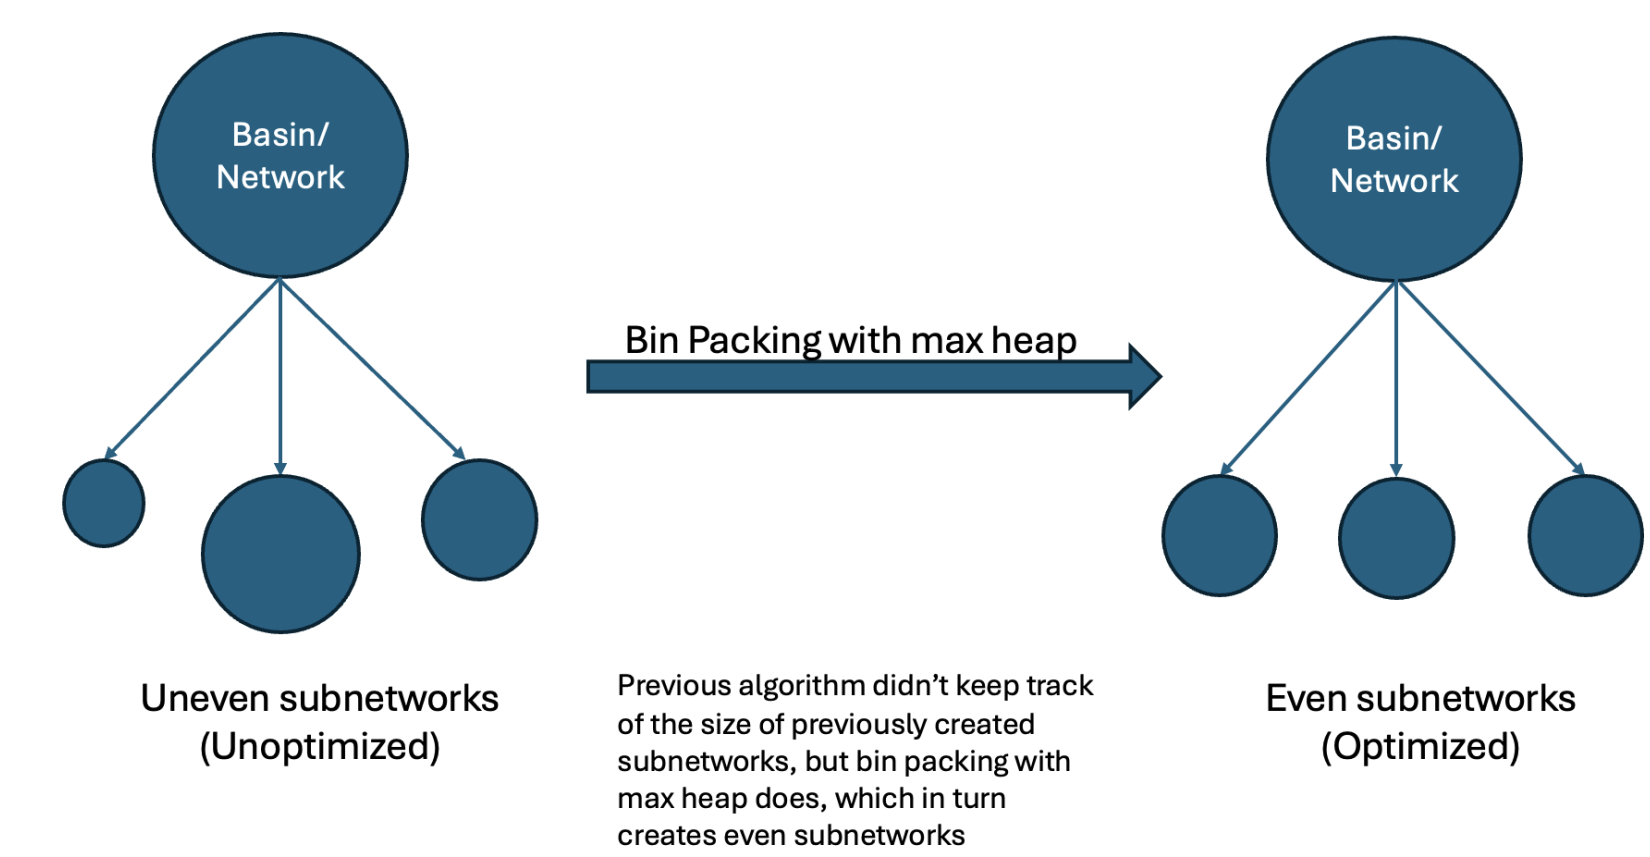 Basin/
Network
Basin/
Network
Bin Packing with max heap
Uneven subnetworks
(Unoptimized)
Previous algorithm didn’t keep track
of the size of previously created
subnetworks, but bin packing with
max heap does, which in turn
creates even subnetworks
Even subnetworks
(Optimized)